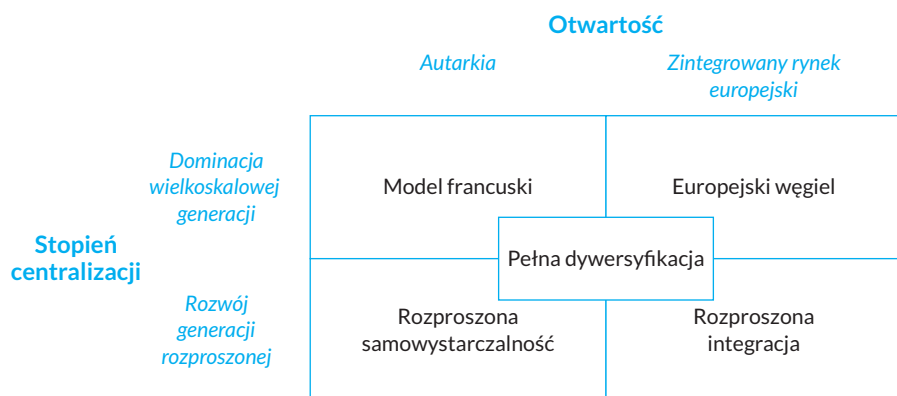 Otwartość
Autarkia
Zintegrowany rynek
europejski
Dominacja
wielkoskalowej
generacji
Model francuski
Europejski węgiel
Stopień
centralizacji
Pełna dywersyfikacja
Rozwój
generacji
rozproszonej
Rozproszona
samowystarczalność
Rozproszona
integracja